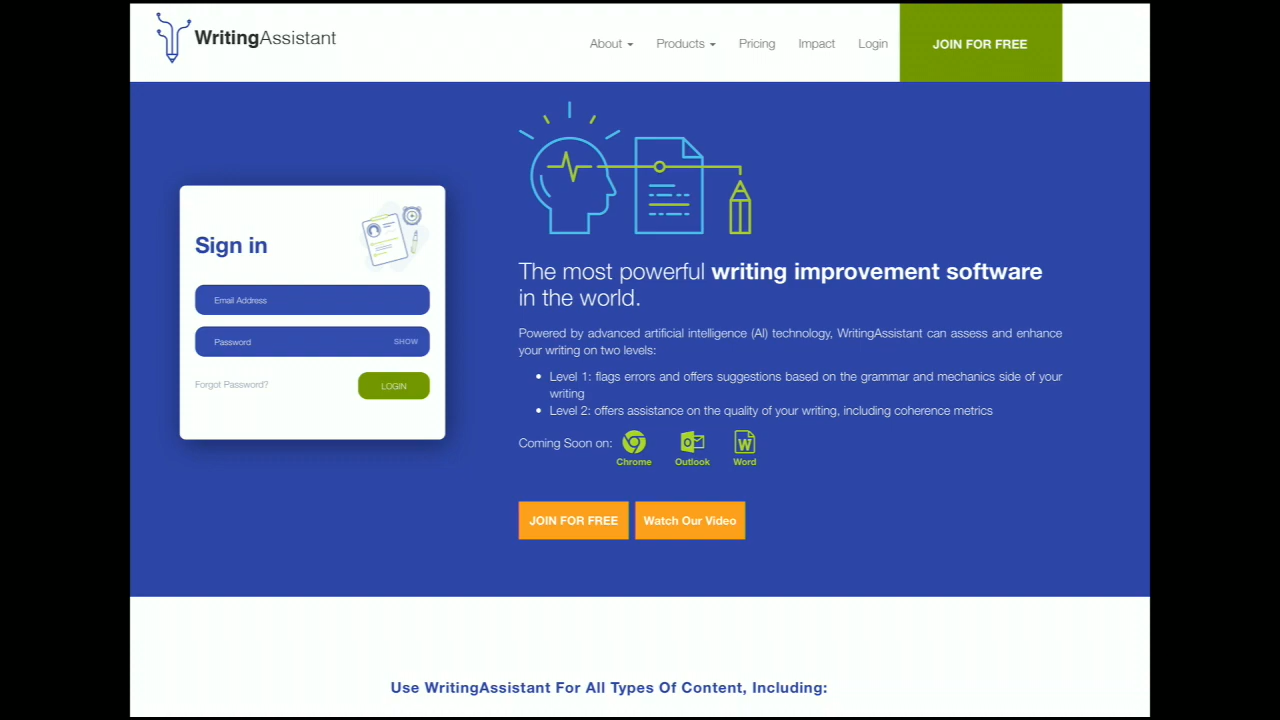 WritingAssistant
About
Products
Pricing
Impact
Login
JOIN FOR FREE
Sign in
Email Address
Password
SHOW
Forgot Password?
LOGIN
The most powerful writing improvement software
in the world.
Powered by advanced artificial intelligence (AI) technology, WritingAssistant can assess and enhance
your writing on two levels:
• Level 1: flags errors and offers suggestions based on the grammar and mechanics side of your
writing
• Level 2: offers assistance on the quality of your writing, including coherence metrics
Coming Soon on:
Chrome
Outlook
Word
JOIN FOR FREE
Watch Our Video
Use WritingAssistant For All Types Of Content, Including: